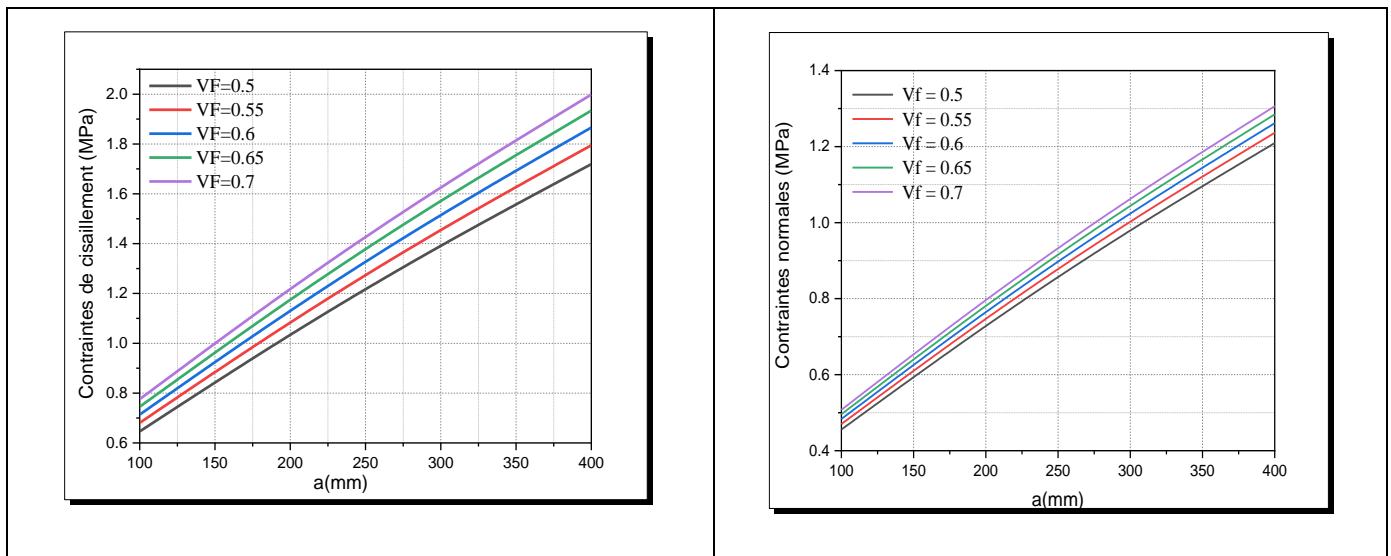 VF=0.5
VF=0.55
VF=0.6
VF=0.65
VF=0.7
Contraintes de cisaillement (MPa)
2.0
1.8
1.6
1.4
1.2
1.0
0.8
0.6
100 150 200 250 300 350 400
a(mm)
Vf = 0.5
Vf = 0.55
Vf = 0.6
Vf = 0.65
Vf = 0.7
Contraintes normales (MPa)
1.4
1.2
1.0
0.8
0.6
0.4
100 150 200 250 300 350 400
a(mm)